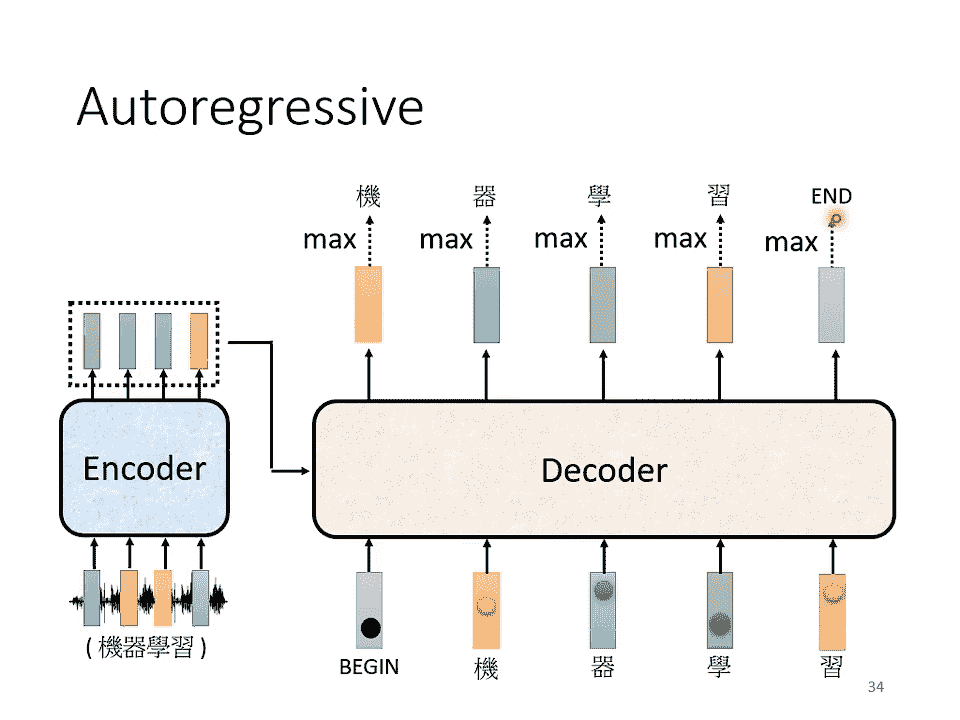 Autoregressive
機 器 學 習 END
max max max max max
Encoder
Decoder
(機器學習)
BEGIN 機 器 學 習
34